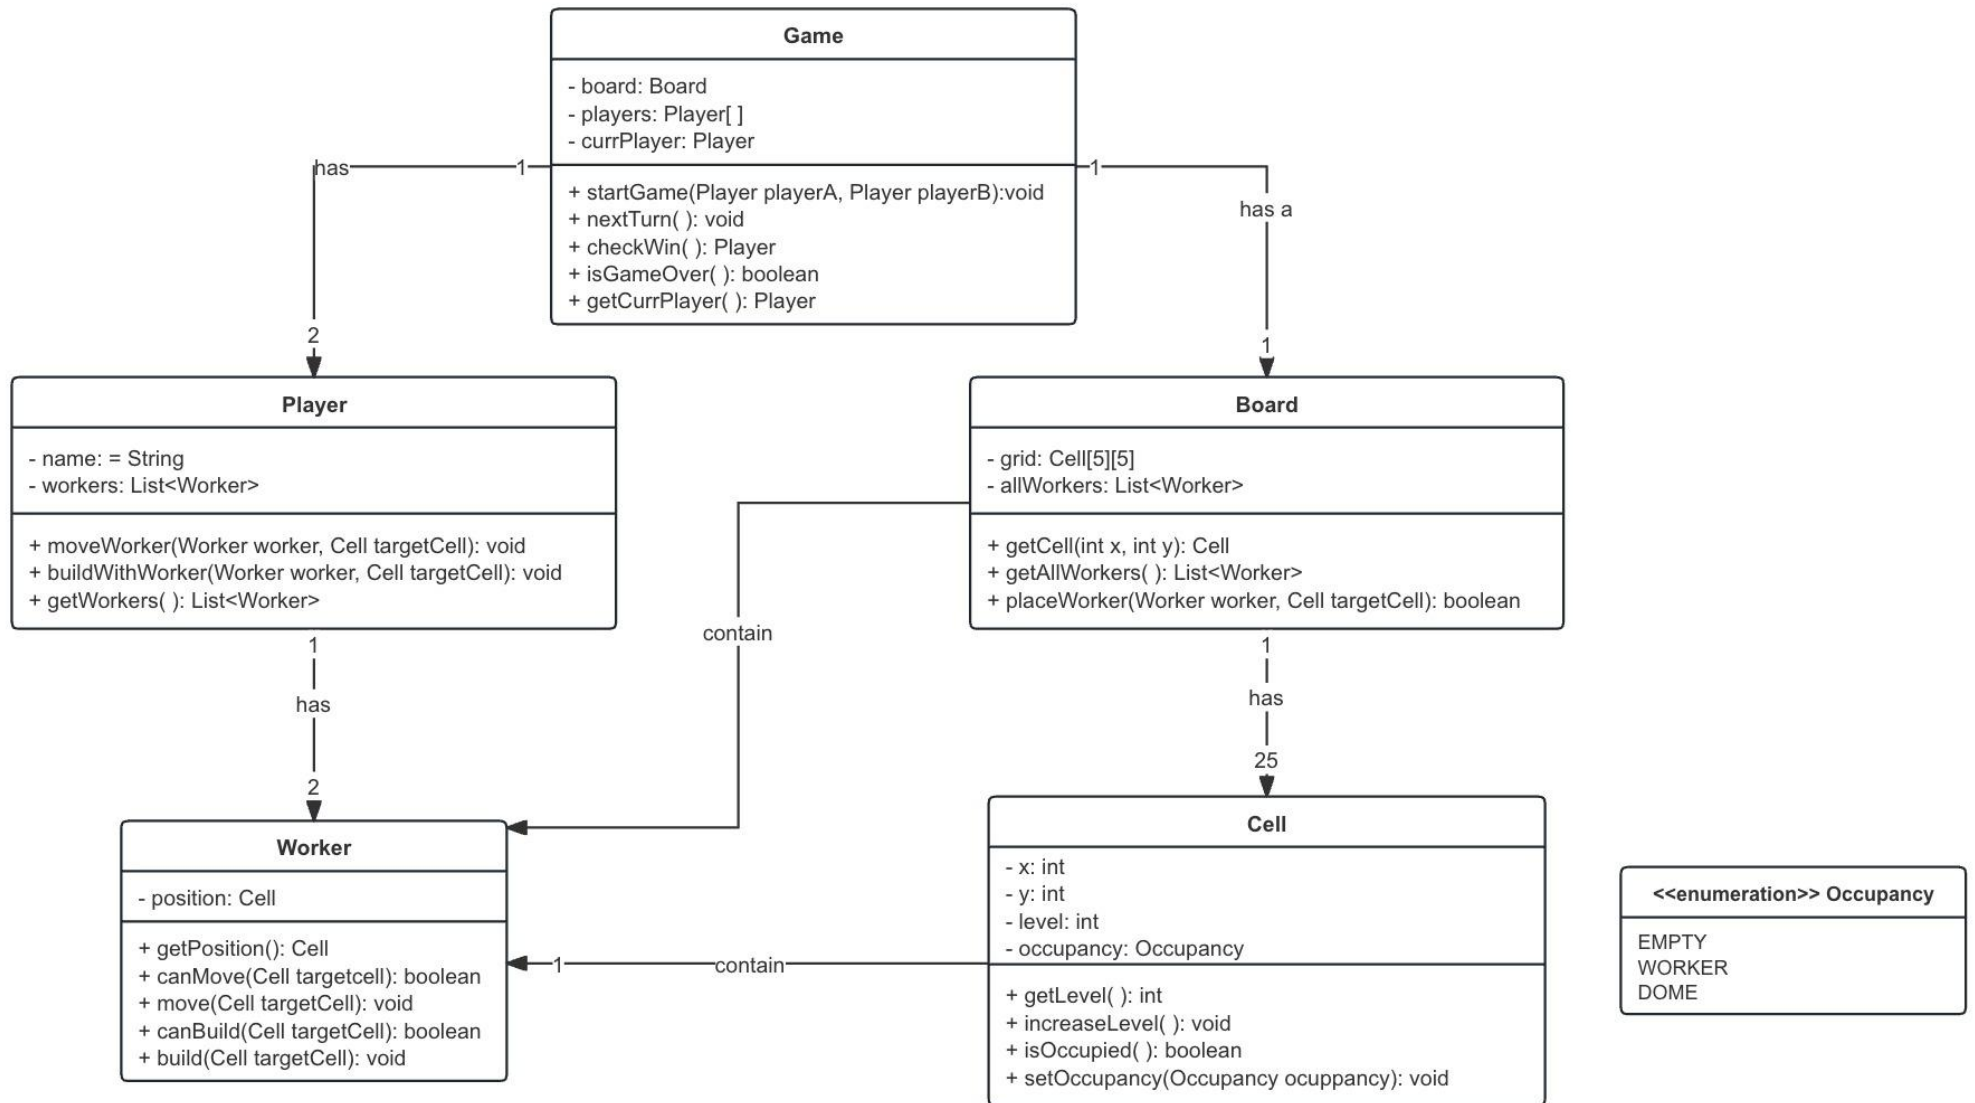 Game
- board: Board
- players: Player[ ]
- currPlayer: Player
+ startGame(Player playerA, Player playerB):void
+ nextTurn( ): void
+ checkWin( ): Player
+ isGameOver( ): boolean
+ getCurrPlayer( ): Player
has
1
2
1
has a
1
Player
- name: = String
- workers: List<Worker>
+ moveWorker(Worker worker, Cell targetCell): void
+ buildWithWorker(Worker worker, Cell targetCell): void
+ getWorkers( ): List<Worker>
Board
- grid: Cell[5][5]
- allWorkers: List<Worker>
+ getCell(int x, int y): Cell
+ getAllWorkers( ): List<Worker>
+ placeWorker(Worker worker, Cell targetCell): boolean
1
has
2
contain
1
has
25
Worker
- position: Cell
+ getPosition(): Cell
+ canMove(Cell targetcell): boolean
+ move(Cell targetCell): void
+ canBuild(Cell targetCell): boolean
+ build(Cell targetCell): void
1
contain
Cell
- x: int
- y: int
- level: int
- occupancy: Occupancy
+ getLevel( ): int
+ increaseLevel( ): void
+ isOccupied( ): boolean
+ setOccupancy(Occupancy ocuppancy): void
<<enumeration>> Occupancy
EMPTY
WORKER
DOME